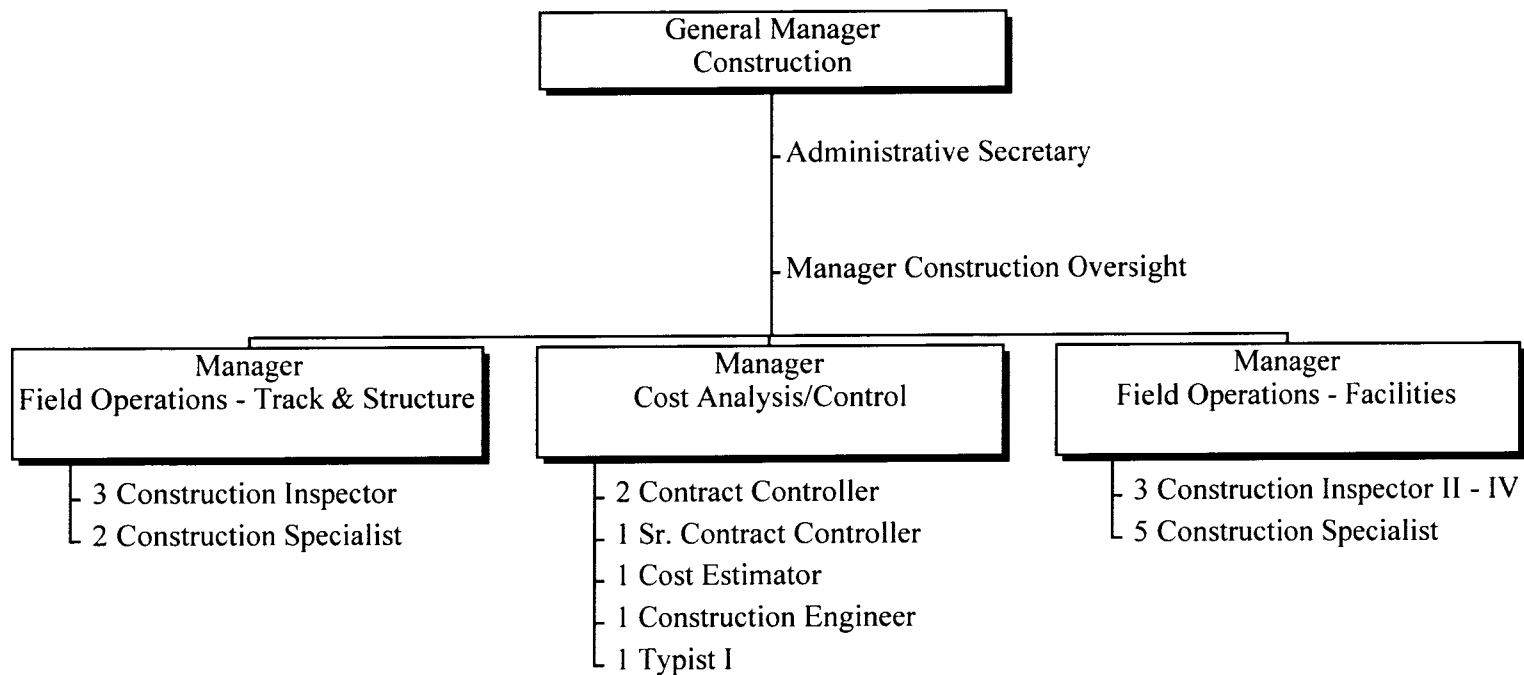 General Manager
Construction
Administrative Secretary
Manager Construction Oversight
Manager
Field Operations - Track & Structure
3 Construction Inspector
2 Construction Specialist
Manager
Cost Analysis/Control
2 Contract Controller
1 Sr. Contract Controller
1 Cost Estimator
1 Construction Engineer
1 Typist I
Manager
Field Operations - Facilities
3 Construction Inspector II - IV
5 Construction Specialist